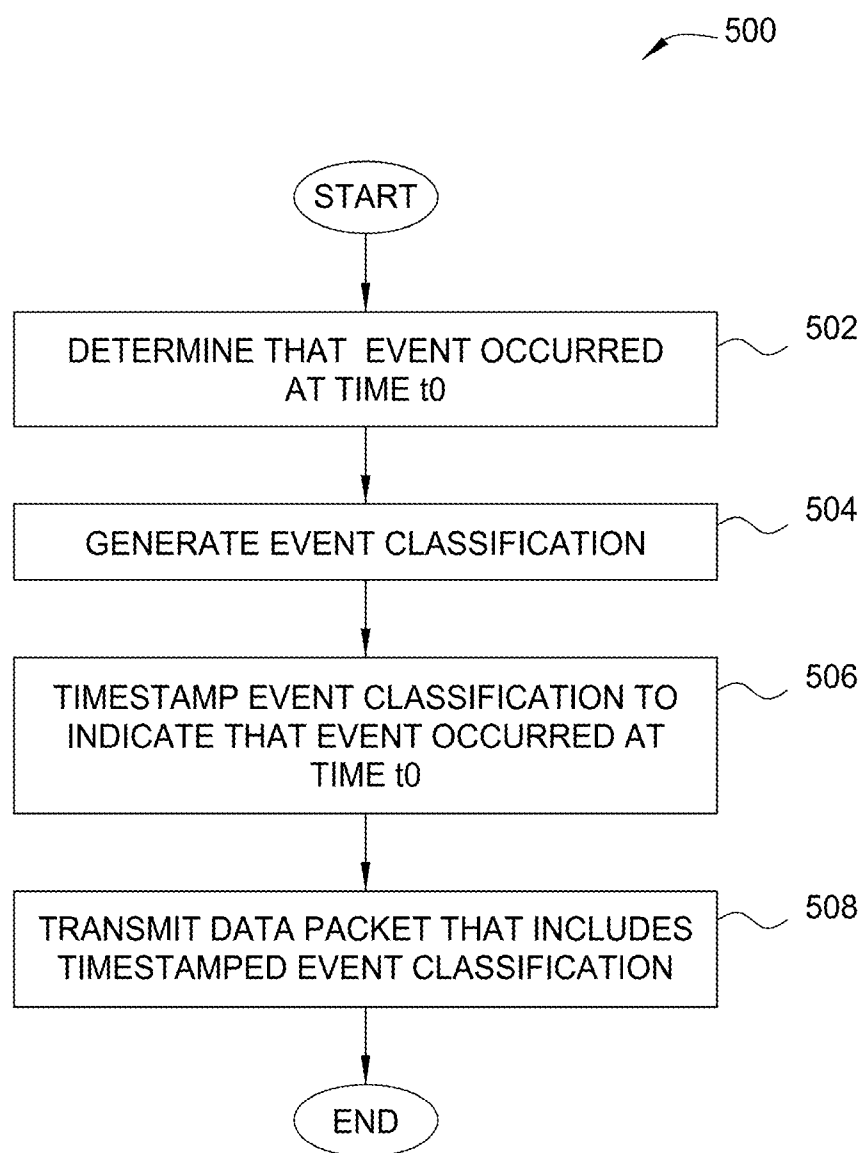 500
START
DETERMINE THAT EVENT OCCURRED
AT TIME t0
502
GENERATE EVENT CLASSIFICATION
504
TIMESTAMP EVENT CLASSIFICATION TO
INDICATE THAT EVENT OCCURRED AT
TIME t0
506
TRANSMIT DATA PACKET THAT INCLUDES
TIMESTAMPED EVENT CLASSIFICATION
508
END